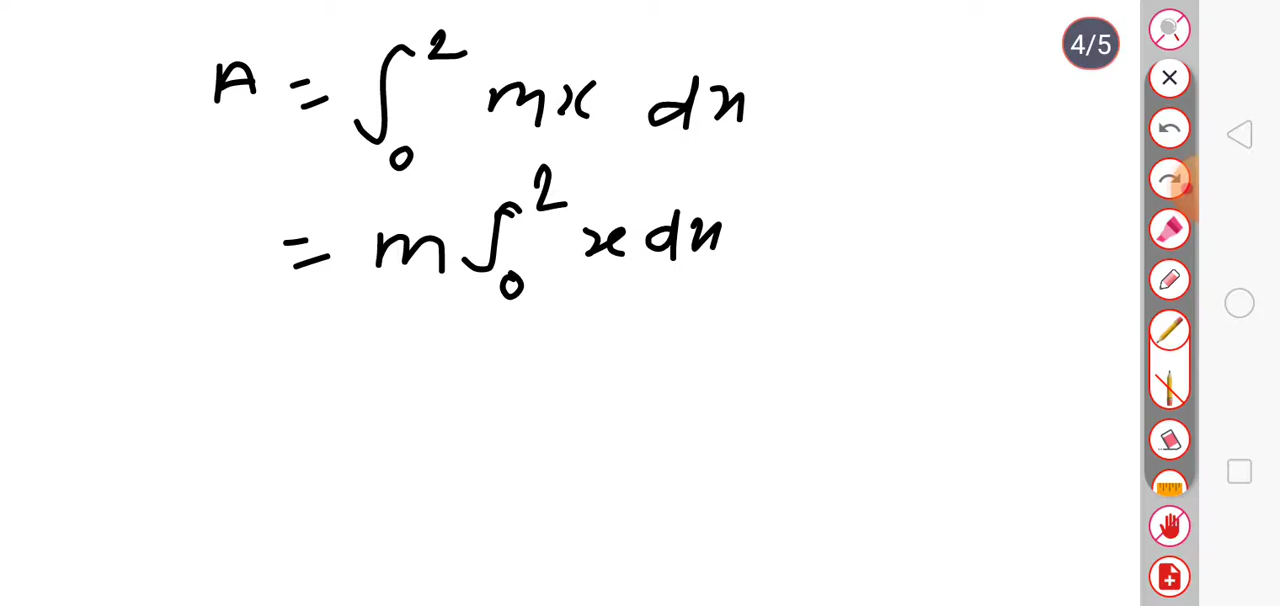 4/5
A = ∫₀² mx dx
= m ∫₀² x dx